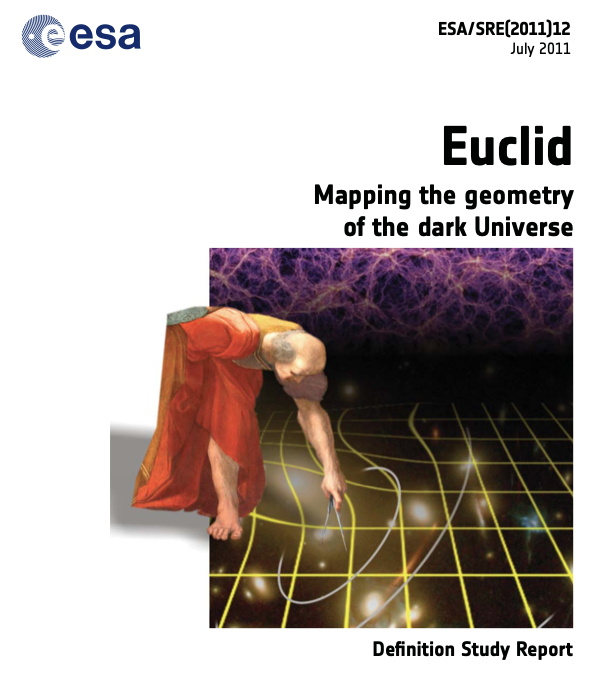 esa
ESA/SRE(2011)12
July 2011
Euclid
Mapping the geometry
of the dark Universe
Definition Study Report